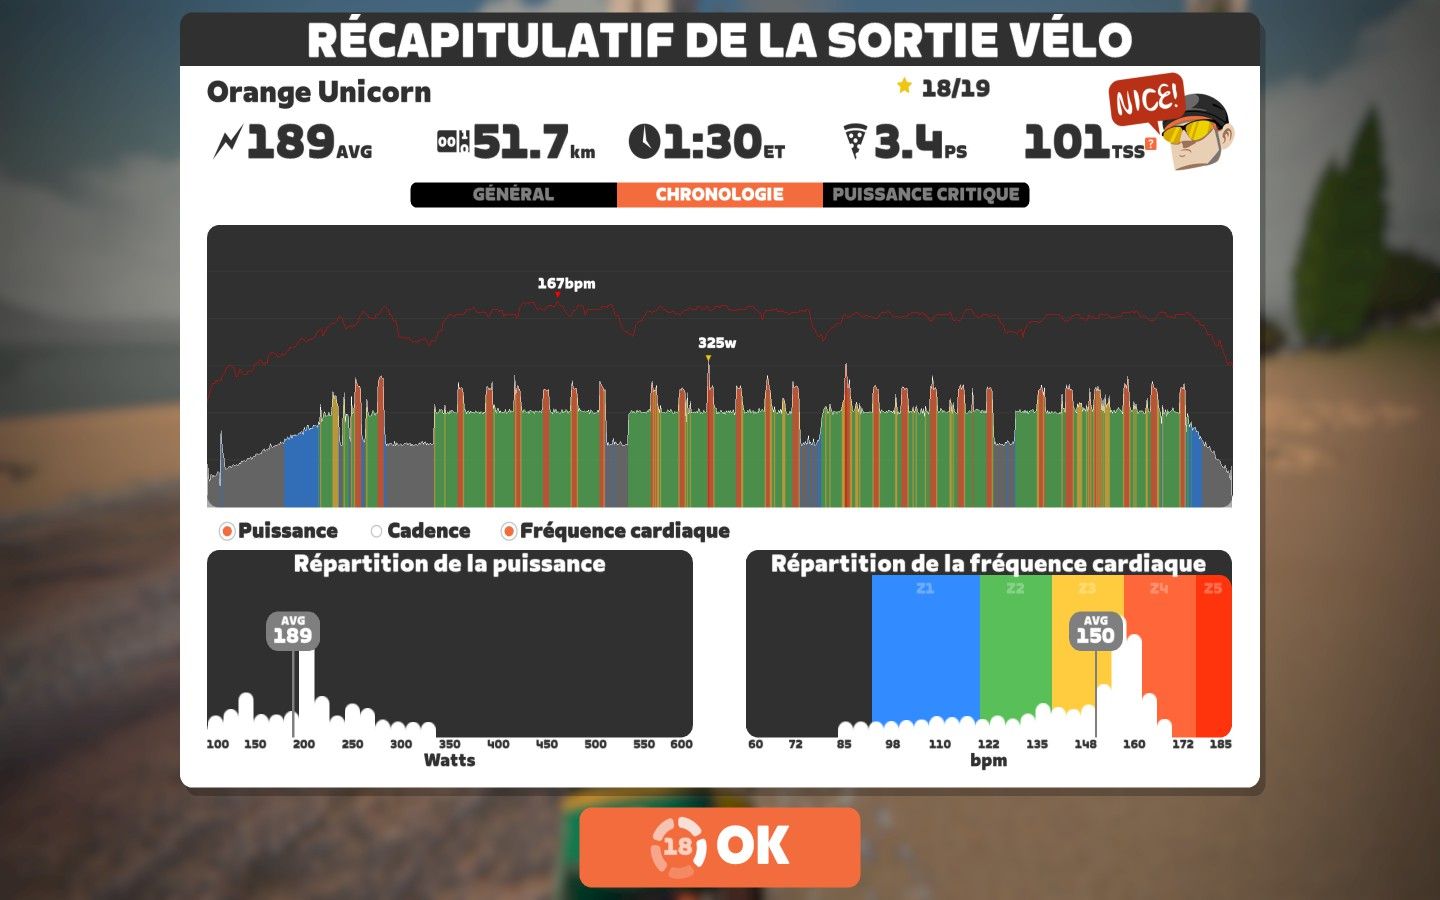 RÉCAPITULATIF DE LA SORTIE VÉLO
Orange Unicorn
18/19
NICE!
189AVG
51.7km
1:30ET
3.4PS
101TSS?
GÉNÉRAL
CHRONOLOGIE
PUISSANCE CRITIQUE
167bpm
325w
Puissance
Cadence
Fréquence cardiaque
Répartition de la puissance
AVG
189
100 150 200 250 300 350 400 450 500 550 600
Watts
Répartition de la fréquence cardiaque
Z1 Z2 Z3 Z4 Z5
AVG
150
60 72 85 98 110 122 135 148 160 172 185
bpm
18 OK